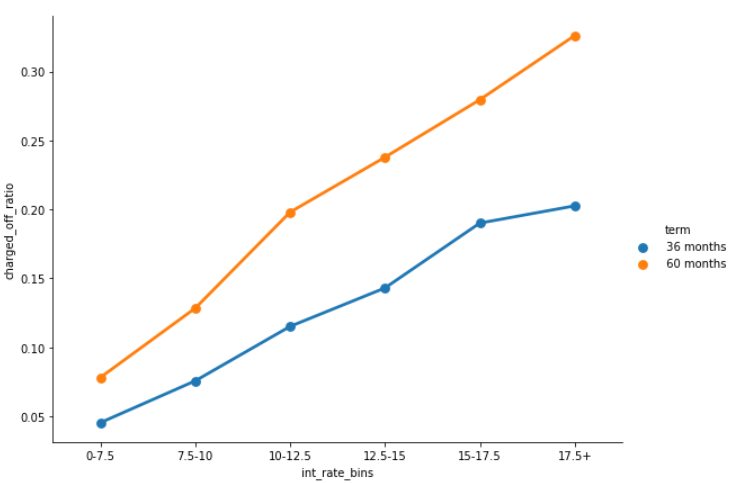 0.30
0.25
0.20
0.15
0.10
0.05
charged_off_ratio
0-7.5
7.5-10
10-12.5
12.5-15
15-17.5
17.5+
int_rate_bins
term
36 months
60 months